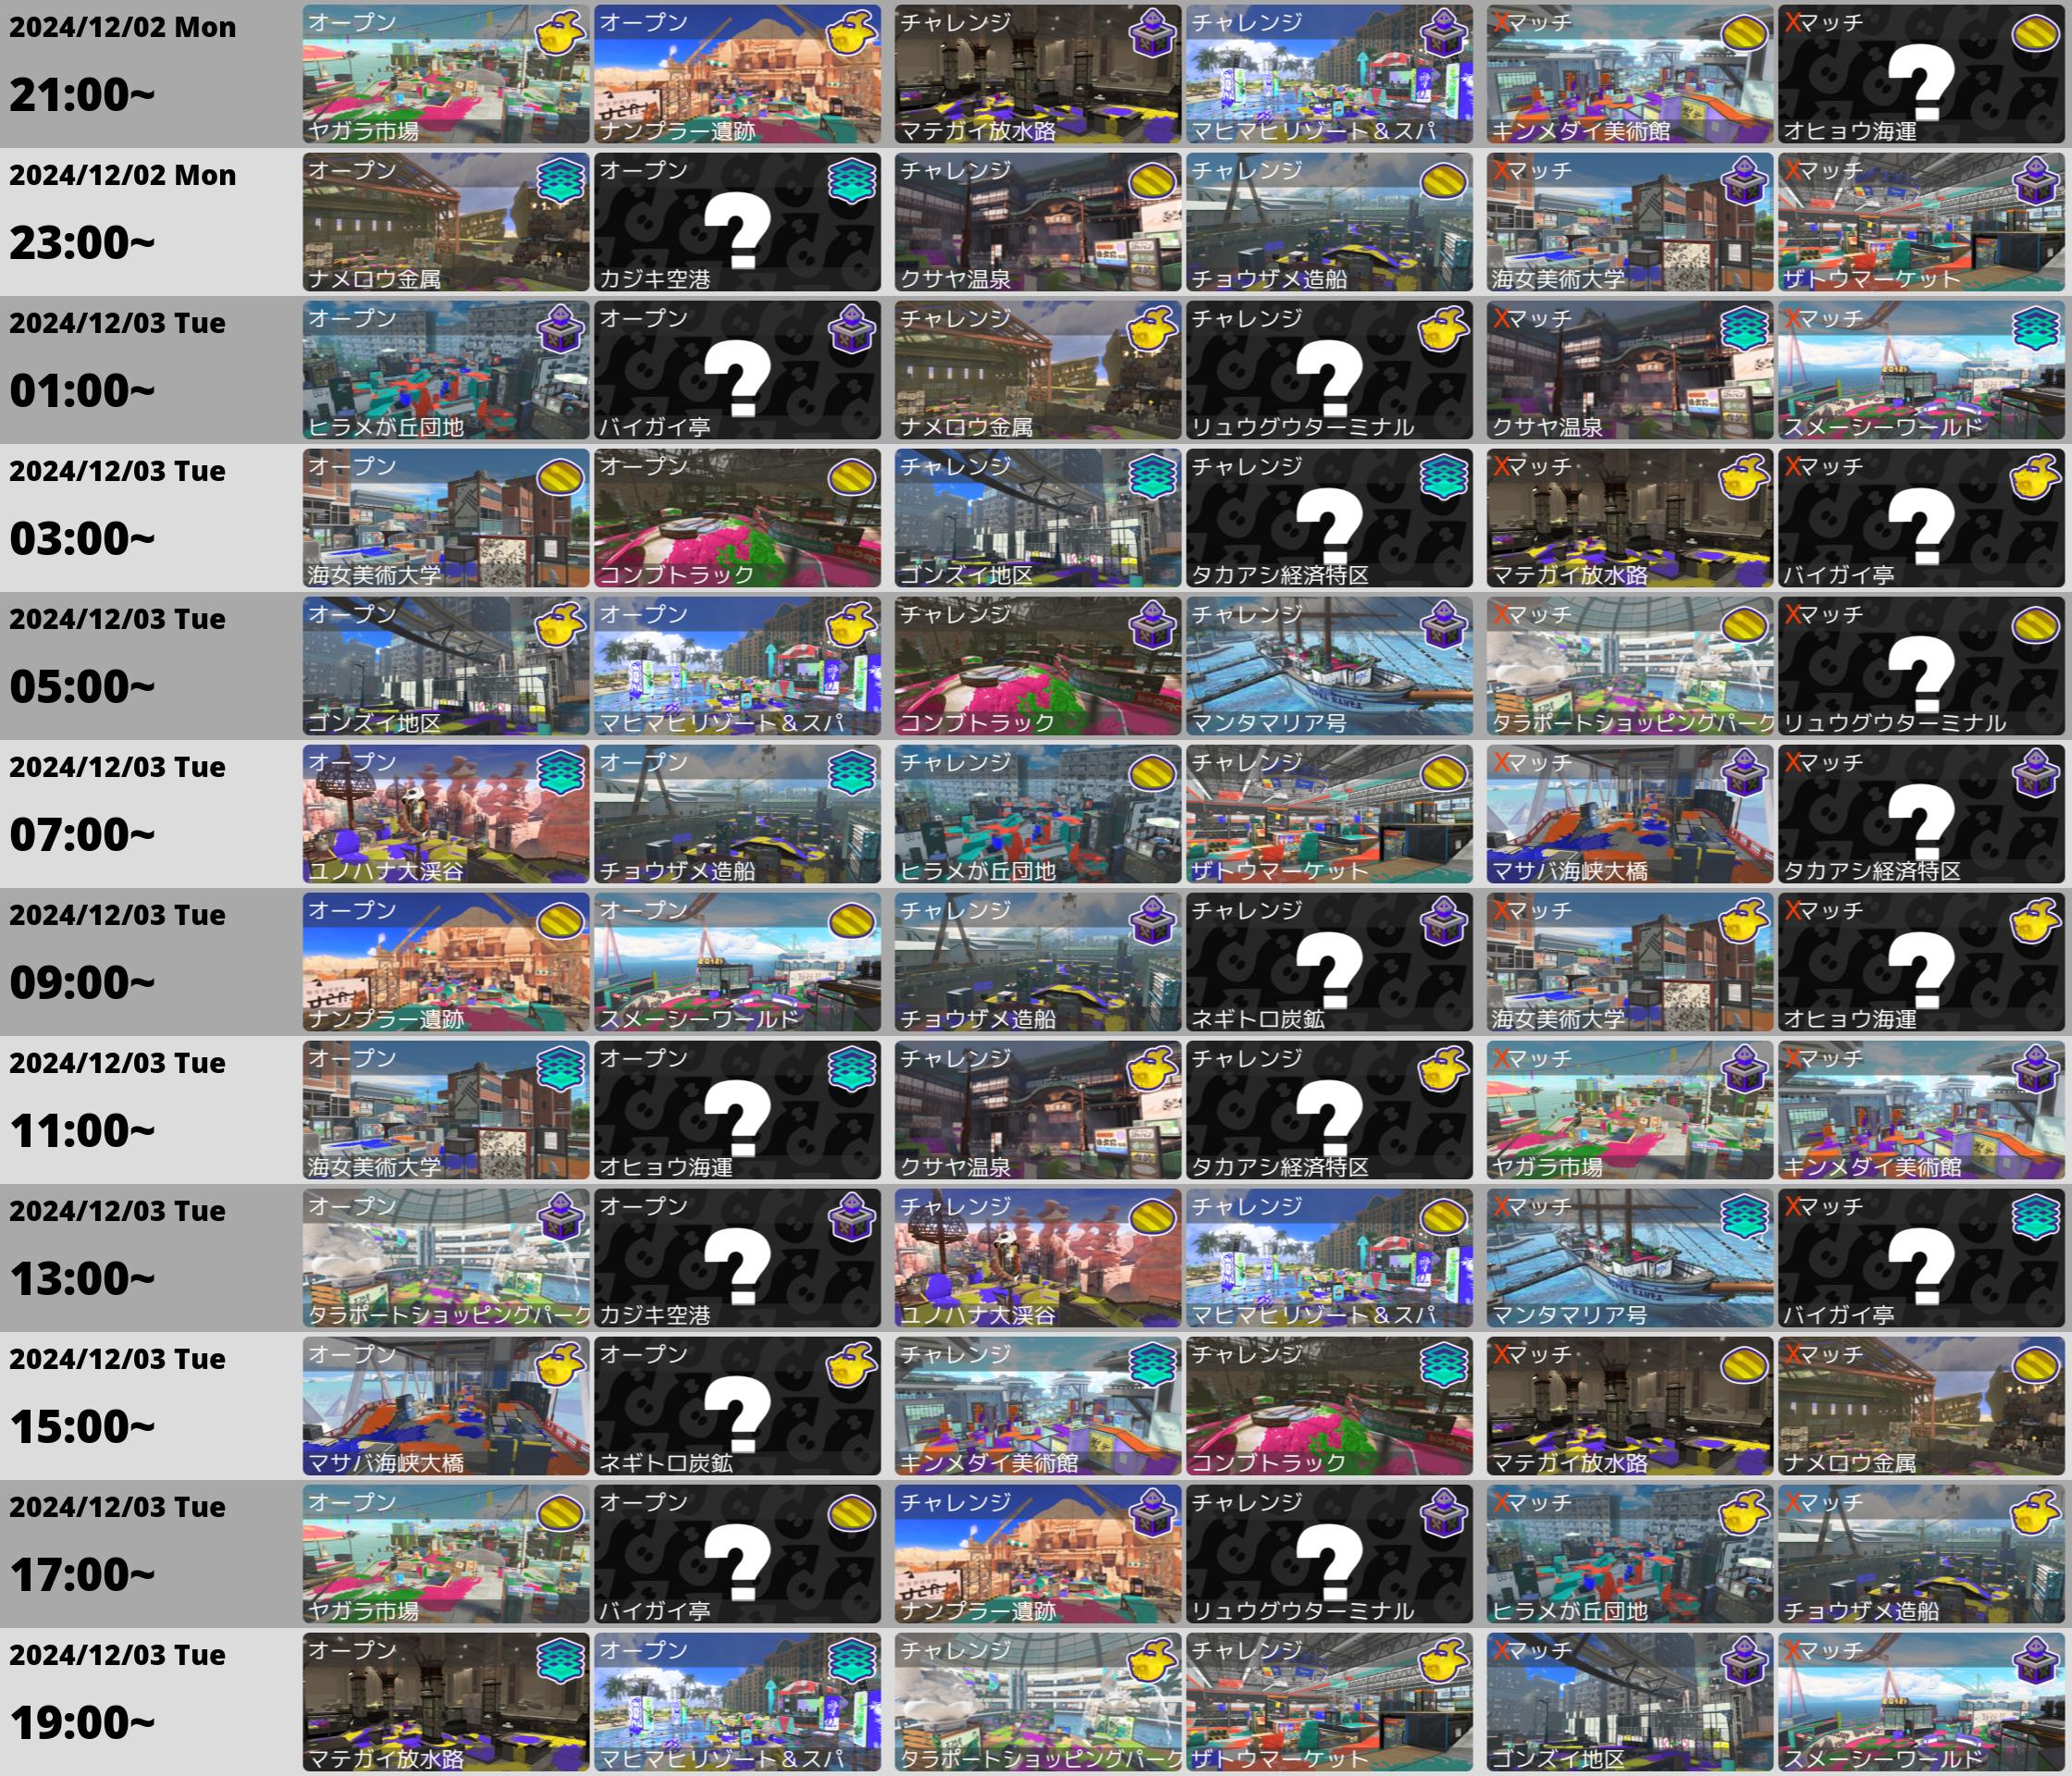 2024/12/02 Mon
21:00~
オープン
ヤガラ市場
オープン
ナンプラー遺跡
チャレンジ
マテガイ放水路
チャレンジ
マヒマヒリゾート＆スパ
Xマッチ
キンメダイ美術館
Xマッチ
?
オヒョウ海運
2024/12/02 Mon
23:00~
オープン
ナメロウ金属
オープン
?
カジキ空港
チャレンジ
クサヤ温泉
チャレンジ
チョウザメ造船
Xマッチ
海女美術大学
Xマッチ
ザトウマーケット
2024/12/03 Tue
01:00~
オープン
ヒラメが丘団地
オープン
?
バイガイ亭
チャレンジ
ナメロウ金属
チャレンジ
?
リュウグウターミナル
Xマッチ
クサヤ温泉
Xマッチ
スメーシーワールド
2024/12/03 Tue
03:00~
オープン
海女美術大学
オープン
コンブトラック
チャレンジ
ゴンズイ地区
チャレンジ
?
タカアシ経済特区
Xマッチ
マテガイ放水路
Xマッチ
?
バイガイ亭
2024/12/03 Tue
05:00~
オープン
ゴンズイ地区
オープン
マヒマヒリゾート＆スパ
チャレンジ
コンブトラック
チャレンジ
マンタマリア号
Xマッチ
タラポートショッピングパーク
Xマッチ
?
リュウグウターミナル
2024/12/03 Tue
07:00~
オープン
ユノハナ大渓谷
オープン
チョウザメ造船
チャレンジ
ヒラメが丘団地
チャレンジ
ザトウマーケット
Xマッチ
マサバ海峡大橋
Xマッチ
?
タカアシ経済特区
2024/12/03 Tue
09:00~
オープン
ナンプラー遺跡
オープン
スメーシーワールド
チャレンジ
チョウザメ造船
チャレンジ
?
ネギトロ炭鉱
Xマッチ
海女美術大学
Xマッチ
?
オヒョウ海運
2024/12/03 Tue
11:00~
オープン
海女美術大学
オープン
?
オヒョウ海運
チャレンジ
クサヤ温泉
チャレンジ
?
タカアシ経済特区
Xマッチ
ヤガラ市場
Xマッチ
キンメダイ美術館
2024/12/03 Tue
13:00~
オープン
タラポートショッピングパーク
オープン
?
カジキ空港
チャレンジ
ユノハナ大渓谷
チャレンジ
マヒマヒリゾート＆スパ
Xマッチ
マンタマリア号
Xマッチ
?
バイガイ亭
2024/12/03 Tue
15:00~
オープン
マサバ海峡大橋
オープン
?
ネギトロ炭鉱
チャレンジ
キンメダイ美術館
チャレンジ
コンブトラック
Xマッチ
マテガイ放水路
Xマッチ
ナメロウ金属
2024/12/03 Tue
17:00~
オープン
ヤガラ市場
オープン
?
バイガイ亭
チャレンジ
ナンプラー遺跡
チャレンジ
?
リュウグウターミナル
Xマッチ
ヒラメが丘団地
Xマッチ
チョウザメ造船
2024/12/03 Tue
19:00~
オープン
マテガイ放水路
オープン
マヒマヒリゾート＆スパ
チャレンジ
タラポートショッピングパーク
チャレンジ
ザトウマーケット
Xマッチ
ゴンズイ地区
Xマッチ
スメーシーワールド